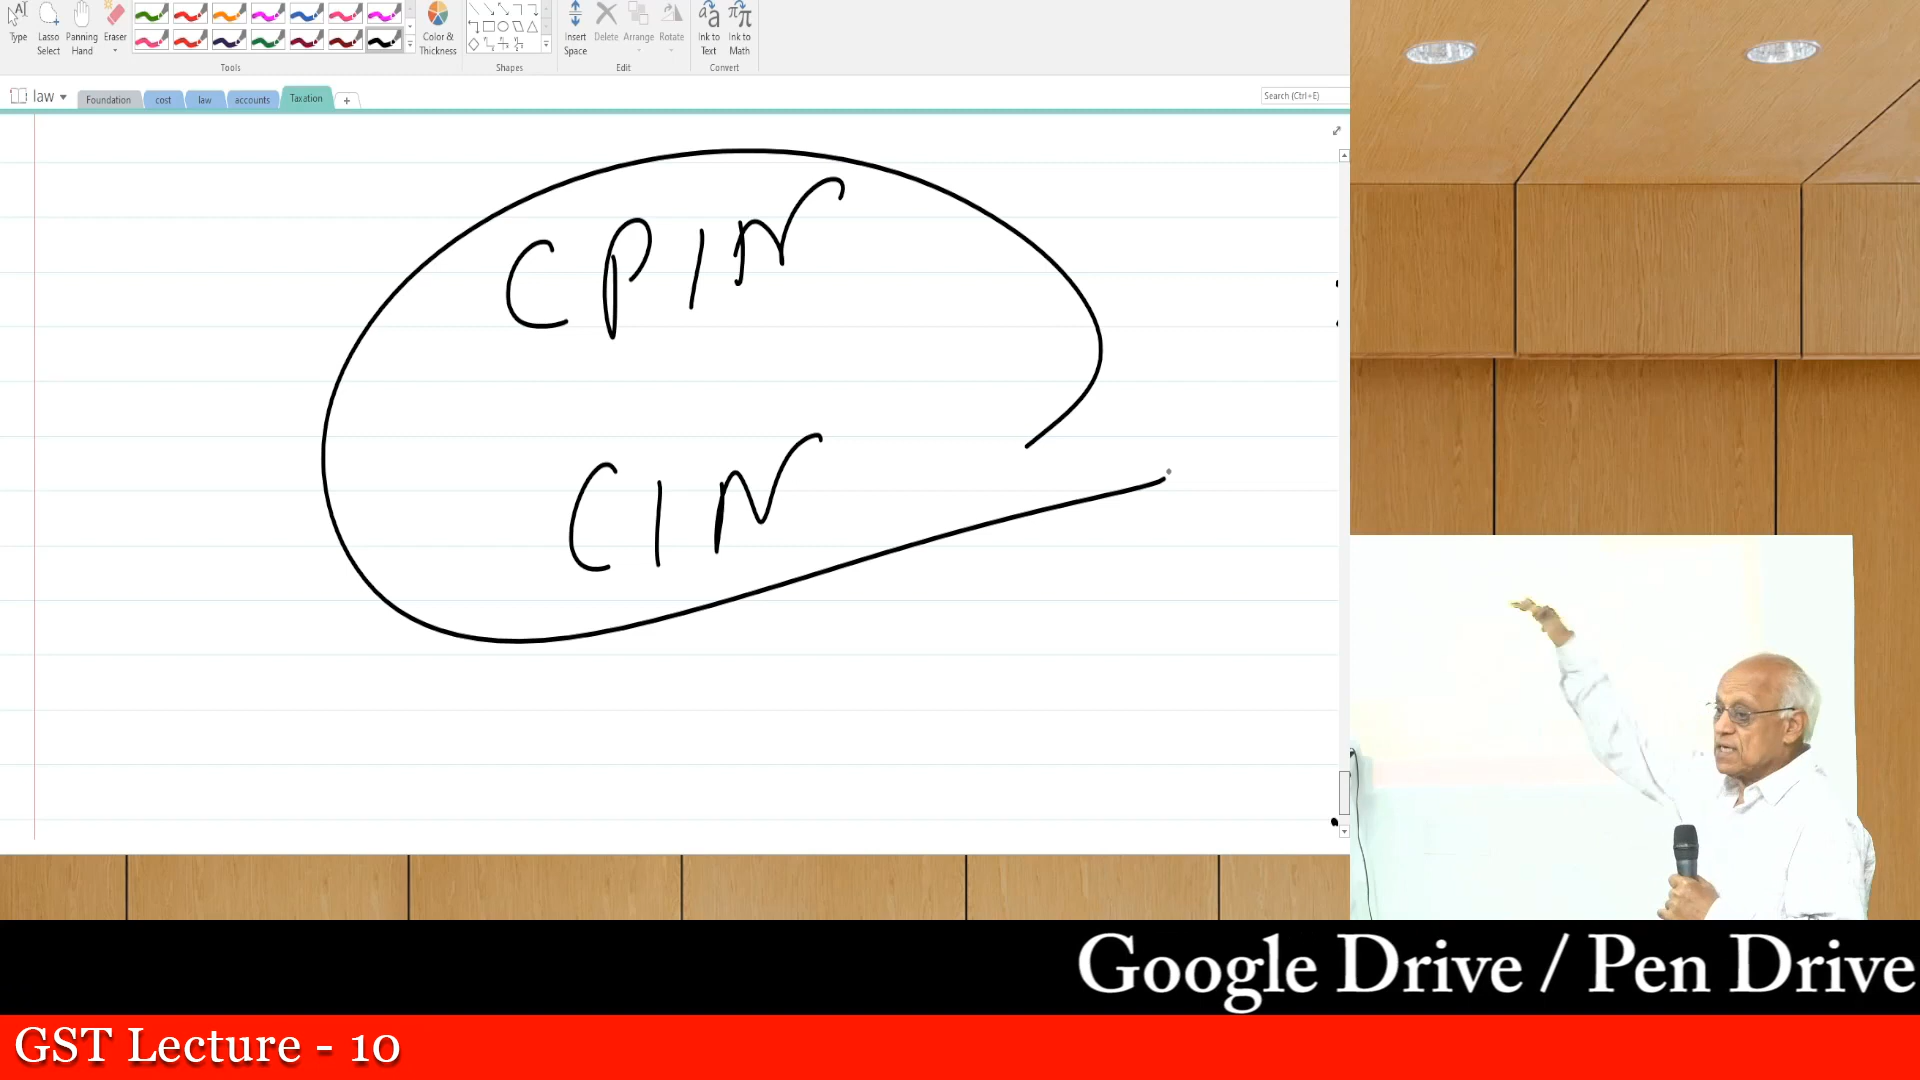 Type
Lasso Select
Panning Hand
Eraser
Color & Thickness
Insert Space
Delete
Arrange
Rotate
Ink to Text
Ink to Math
Tools
Shapes
Edit
Convert
law
Foundation
cost
law
accounts
Taxation
Search (Ctrl+E)
CPIN
CIN
Google Drive / Pen Drive
GST Lecture - 10